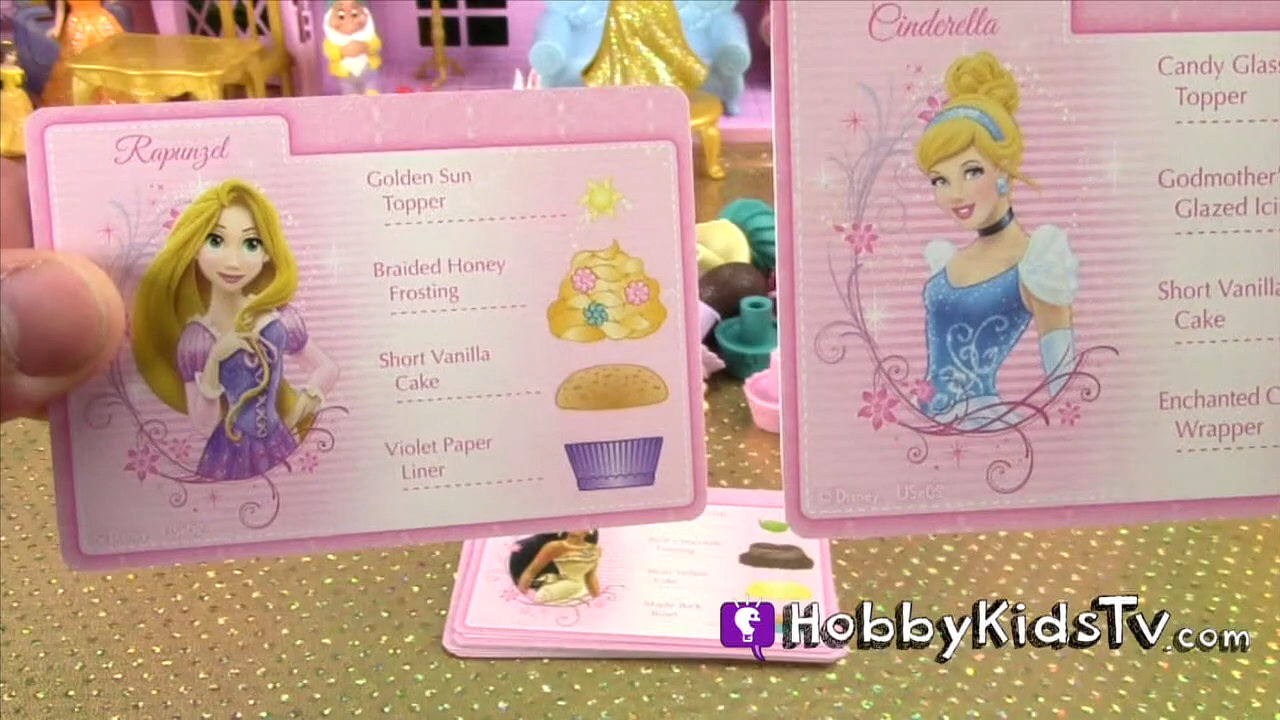 Rapunzel
Golden Sun
Topper
Braided Honey
Frosting
Short Vanilla
Cake
Violet Paper
Liner
Cinderella
Candy Glass
Topper
Godmother's
Glazed Ici
Short Vanilla
Cake
Enchanted C
Wrapper
© Disney
HobbyKidsTv.com